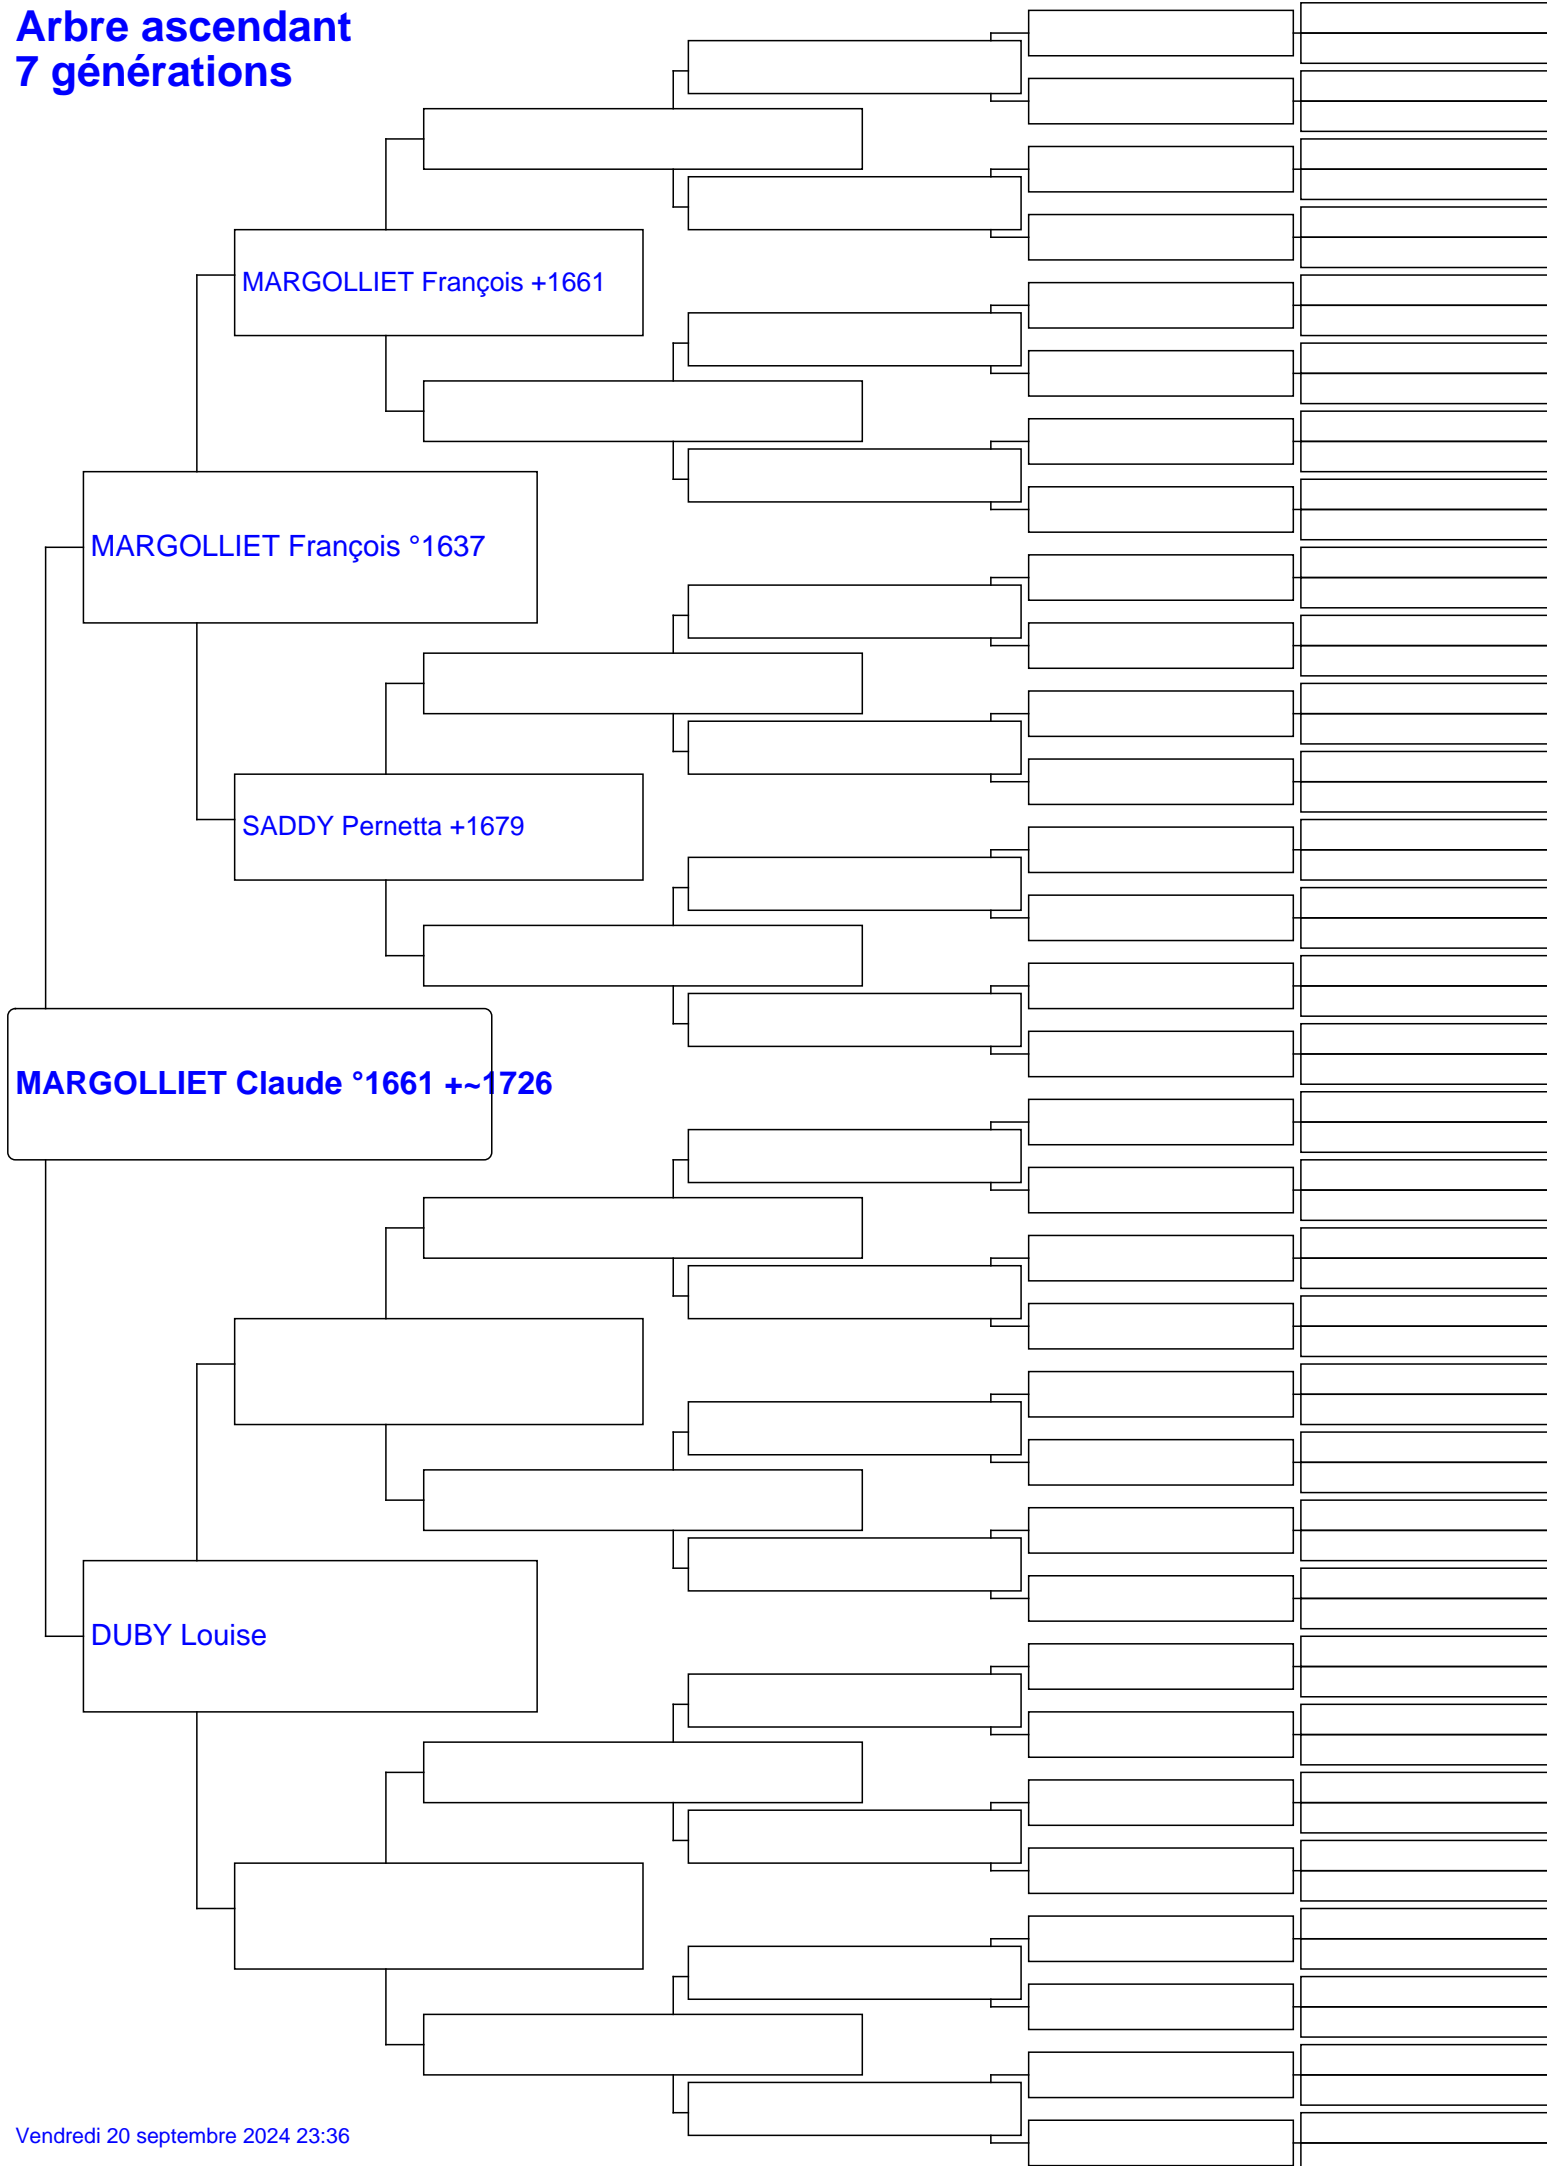 Arbre ascendant
7 générations
MARGOLLIET François +1661
MARGOLLIET François °1637
SADDY Pernetta +1679
MARGOLLIET Claude °1661 +~1726
DUBY Louise
Vendredi 20 septembre 2024 23:36